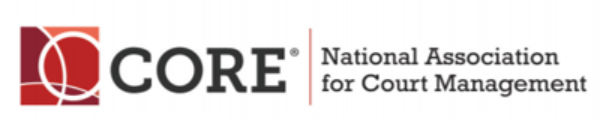 CORE®
National Association
for Court Management